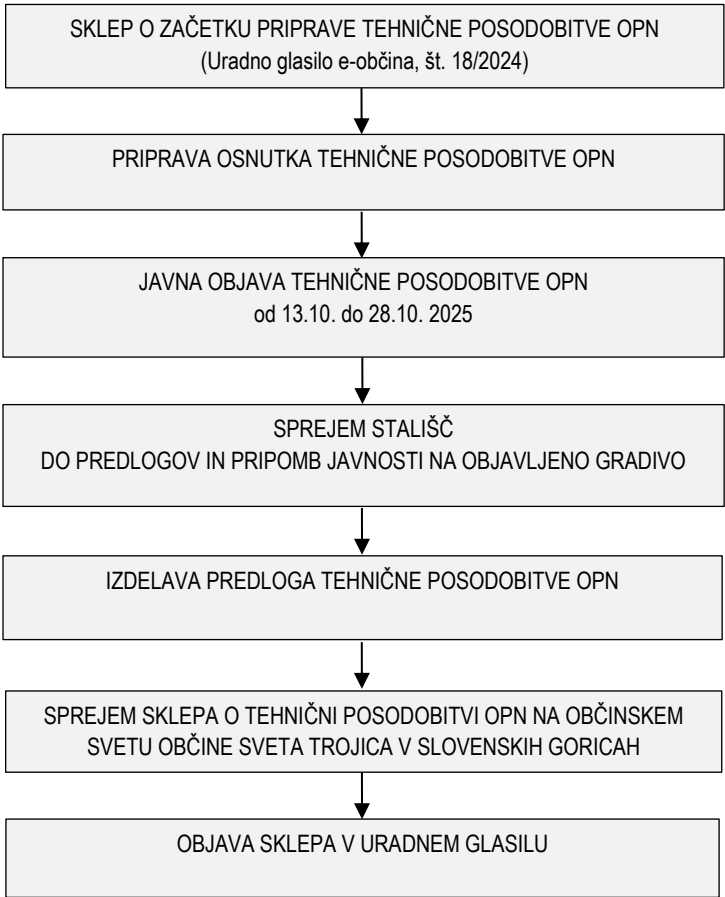 SKLEP O ZAČETKU PRIPRAVE TEHNIČNE POSODOBITVE OPN
(Uradno glasilo e-občina, št. 18/2024)
PRIPRAVA OSNUTKA TEHNIČNE POSODOBITVE OPN
JAVNA OBJAVA TEHNIČNE POSODOBITVE OPN
od 13.10. do 28.10. 2025
SPREJEM STALIŠČ
DO PREDLOGOV IN PRIPOMB JAVNOSTI NA OBJAVLJENO GRADIVO
IZDELAVA PREDLOGA TEHNIČNE POSODOBITVE OPN
SPREJEM SKLEPA O TEHNIČNI POSODOBITVI OPN NA OBČINSKEM
SVETU OBČINE SVETA TROJICA V SLOVENSKIH GORICAH
OBJAVA SKLEPA V URADNEM GLASILU